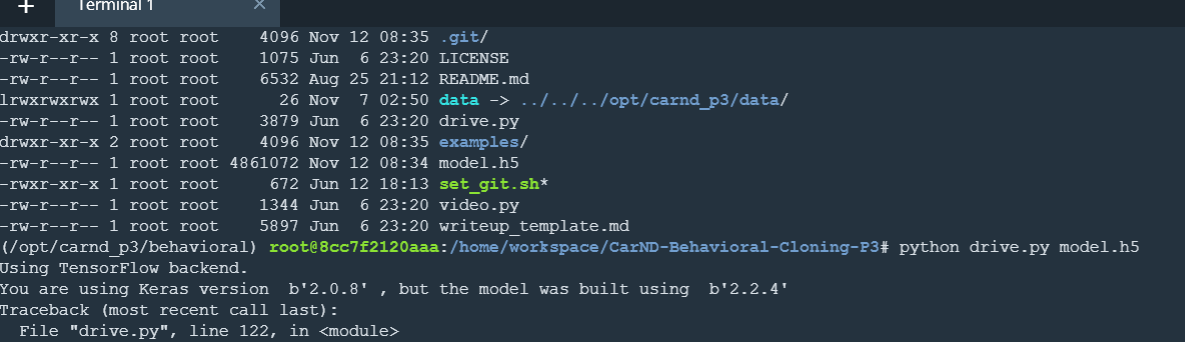 + Terminal 1 ×
drwxr-xr-x 8 root root 4096 Nov 12 08:35 .git/
-rw-r--r-- 1 root root 1075 Jun 6 23:20 LICENSE
-rw-r--r-- 1 root root 6532 Aug 25 21:12 README.md
lrwxrwxrwx 1 root root 26 Nov 7 02:50 data -> ../../../opt/carnd_p3/data/
-rw-r--r-- 1 root root 3879 Jun 6 23:20 drive.py
drwxr-xr-x 2 root root 4096 Nov 12 08:35 examples/
-rw-r--r-- 1 root root 4861072 Nov 12 08:34 model.h5
-rwxr-xr-x 1 root root 672 Jun 12 18:13 set_git.sh*
-rw-r--r-- 1 root root 1344 Jun 6 23:20 video.py
-rw-r--r-- 1 root root 5897 Jun 6 23:20 writeup_template.md
(/opt/carnd_p3/behavioral) root@8cc7f2120aaa:/home/workspace/CarND-Behavioral-Cloning-P3# python drive.py model.h5
Using TensorFlow backend.
You are using Keras version  b'2.0.8' , but the model was built using  b'2.2.4'
Traceback (most recent call last):
  File "drive.py", line 122, in <module>